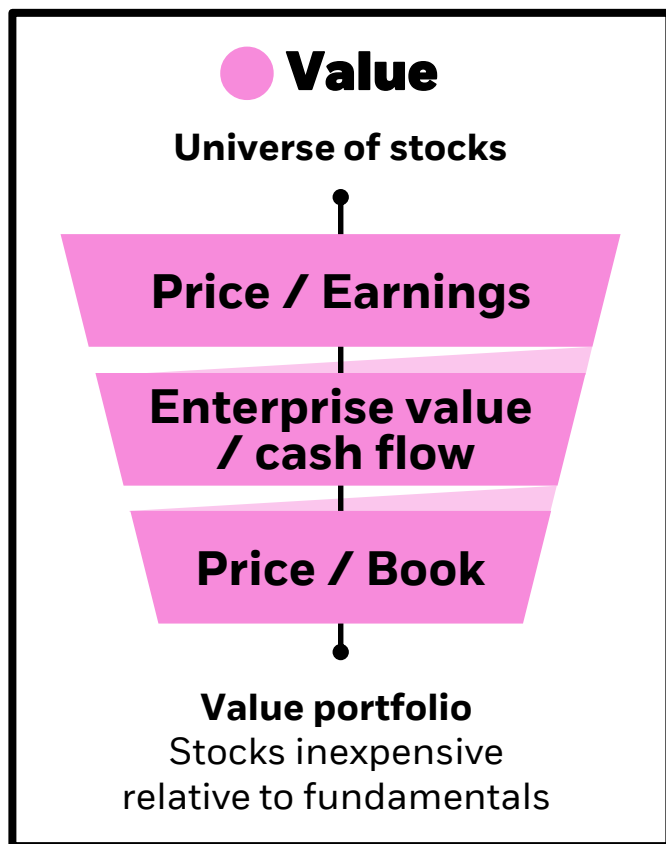 Value
Universe of stocks
Price / Earnings
Enterprise value
/ cash flow
Price / Book
Value portfolio
Stocks inexpensive
relative to fundamentals